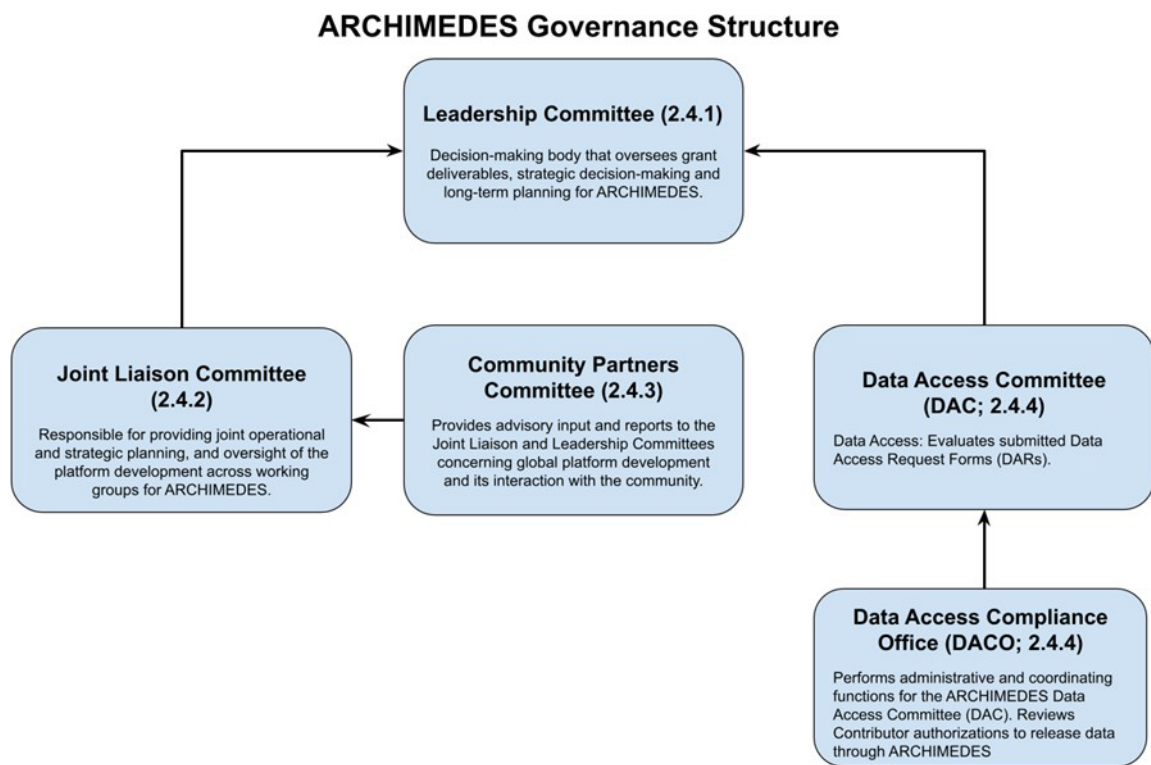 ARCHIMEDES Governance Structure
Leadership Committee (2.4.1)
Decision-making body that oversees grant
deliverables, strategic decision-making and
long-term planning for ARCHIMEDES.
Joint Liaison Committee
(2.4.2)
Responsible for providing joint operational
and strategic planning, and oversight of the
platform development across working
groups for ARCHIMEDES.
Community Partners
Committee (2.4.3)
Provides advisory input and reports to the
Joint Liaison and Leadership Committees
concerning global platform development
and its interaction with the community.
Data Access Committee
(DAC; 2.4.4)
Data Access: Evaluates submitted Data
Access Request Forms (DARs).
Data Access Compliance
Office (DACO; 2.4.4)
Performs administrative and coordinating
functions for the ARCHIMEDES Data
Access Committee (DAC). Reviews
Contributor authorizations to release data
through ARCHIMEDES